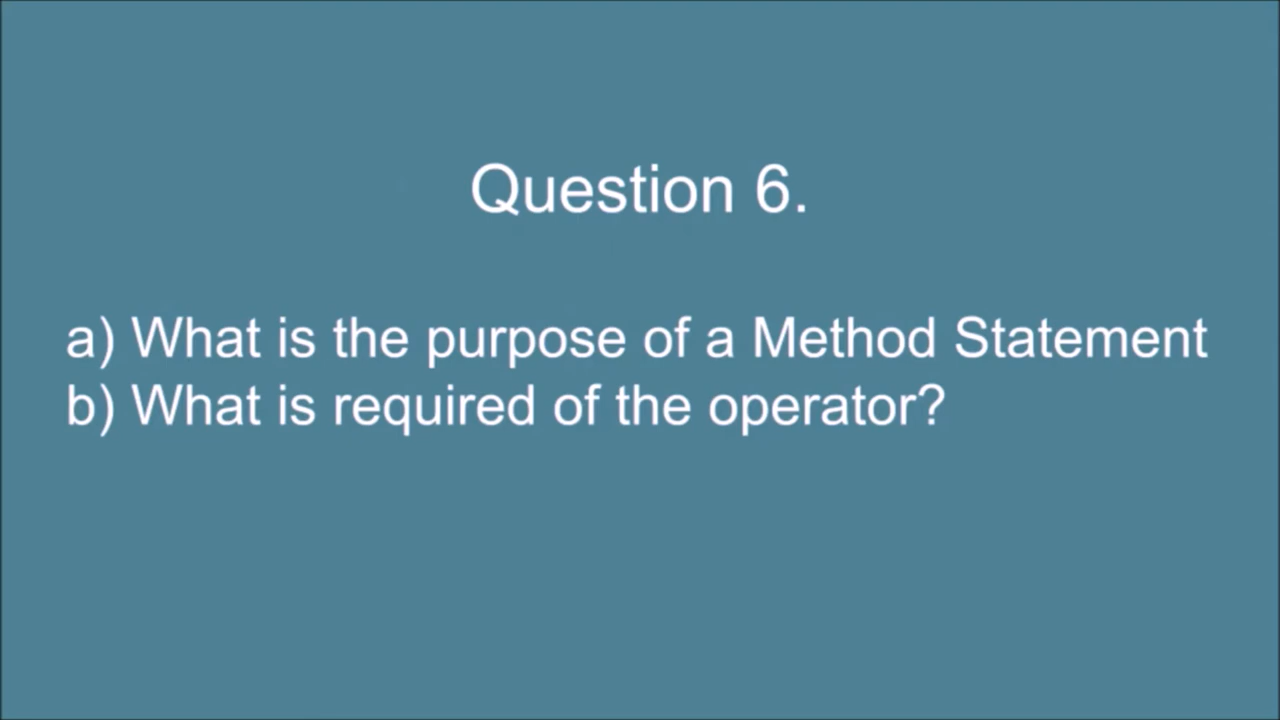 Question 6.
a) What is the purpose of a Method Statement
b) What is required of the operator?